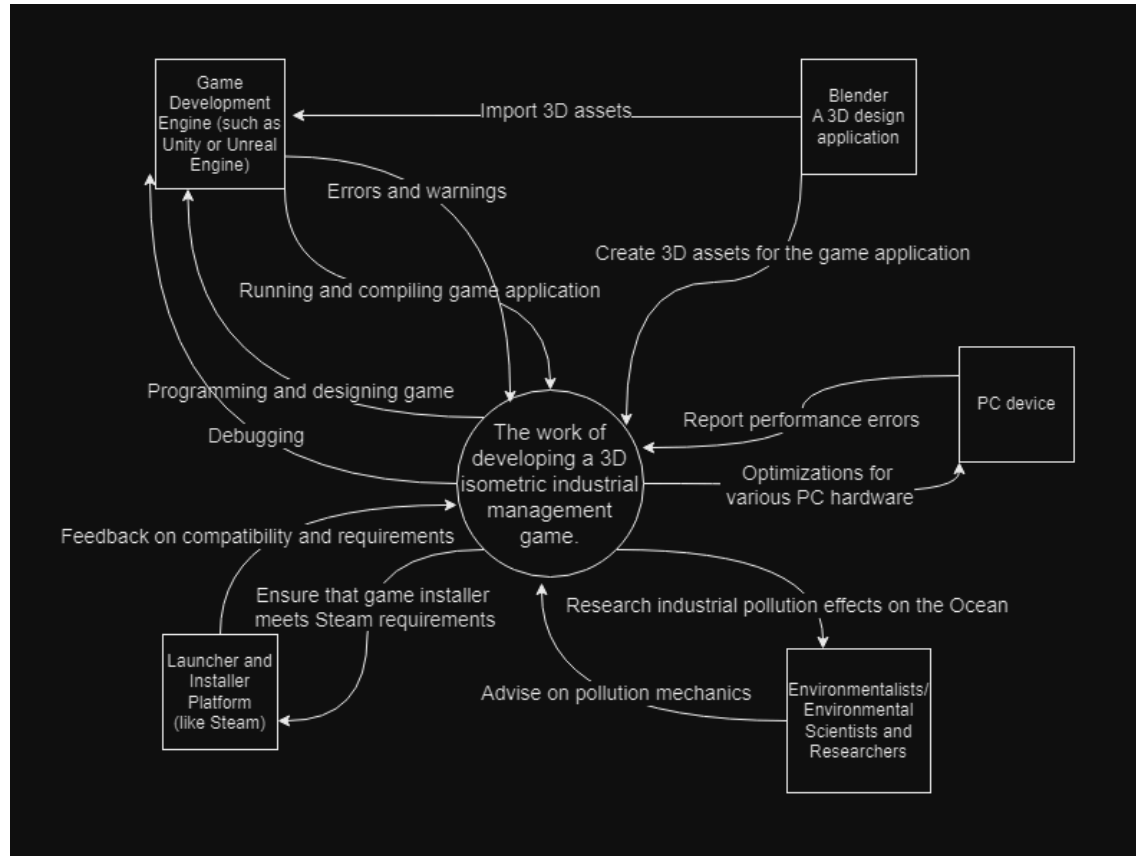 Game
Development
Engine (such as
Unity or Unreal
Engine)
Import 3D assets
Blender
A 3D design
application
Errors and warnings
Create 3D assets for the game application
Running and compiling game application
Programming and designing game
Debugging
Report performance errors
PC device
The work of
developing a 3D
isometric industrial
management
game.
Optimizations for
various PC hardware
Feedback on compatibility and requirements
Ensure that game installer
meets Steam requirements
Research industrial pollution effects on the Ocean
Launcher and
Installer
Platform
(like Steam)
Advise on pollution mechanics
Environmentalists/
Environmental
Scientists and
Researchers